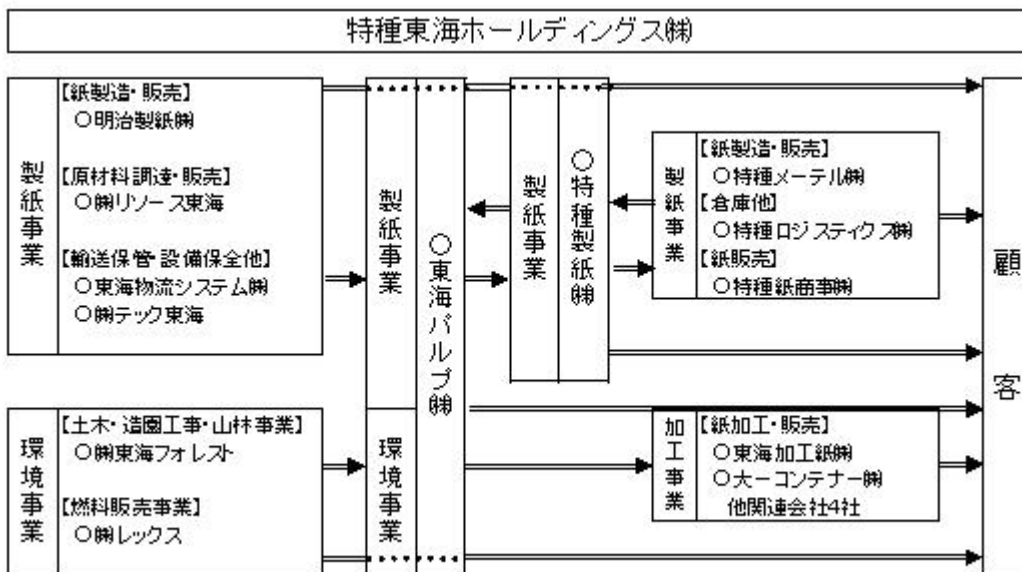 特種東海ホールディングス㈱
製紙事業
【紙製造・販売】
○明治製紙㈱
【原材料調達・販売】
○㈱リソース東海
【輸送保管・設備保全他】
○東海物流システム㈱
○㈱テック東海
環境事業
【土木・造園工事・山林事業】
○㈱東海フォレスト
【燃料販売事業】
○㈱レックス
製紙事業
環境事業
○東海パルプ㈱
製紙事業
○特種製紙㈱
製紙事業
【紙製造・販売】
○特種メーテル㈱
【倉庫他】
○特種ロジスティクス㈱
【紙販売】
○特種紙商事㈱
加工事業
【紙加工・販売】
○東海加工紙㈱
○大一コンテナー㈱
他関連会社4社
顧客